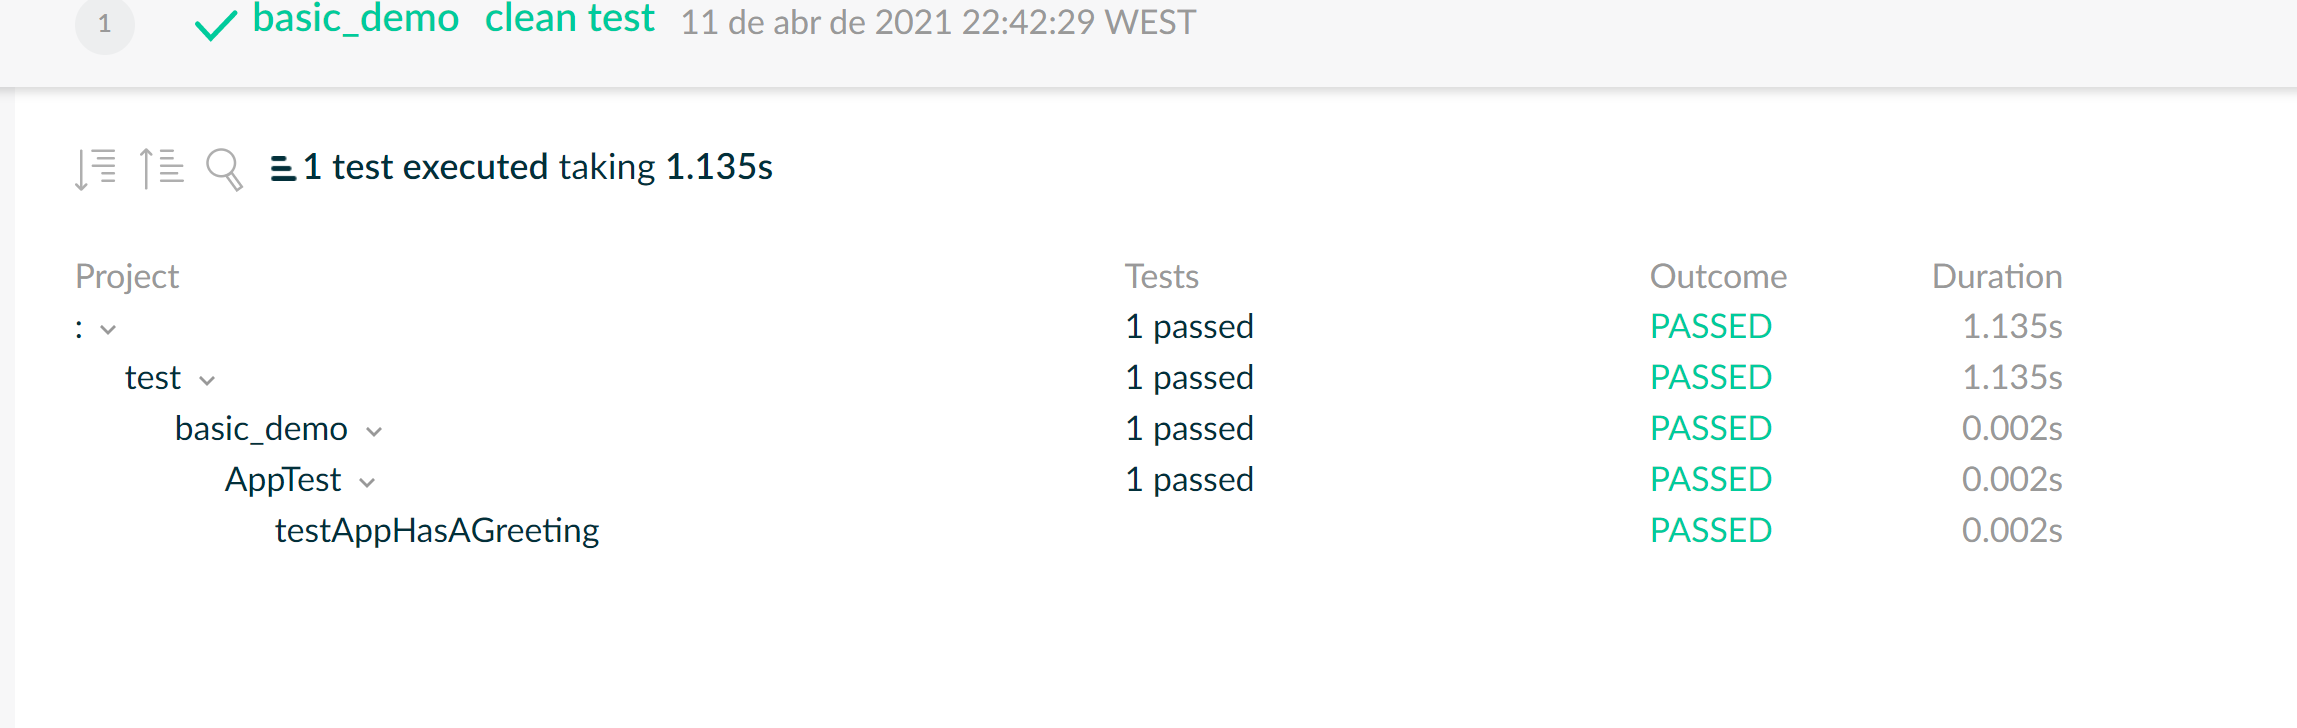 1 basic_demo clean test 11 de abr de 2021 22:42:29 WEST
1 test executed taking 1.135s
Project Tests Outcome Duration
: 1 passed PASSED 1.135s
test 1 passed PASSED 1.135s
basic_demo 1 passed PASSED 0.002s
AppTest 1 passed PASSED 0.002s
testAppHasAGreeting PASSED 0.002s